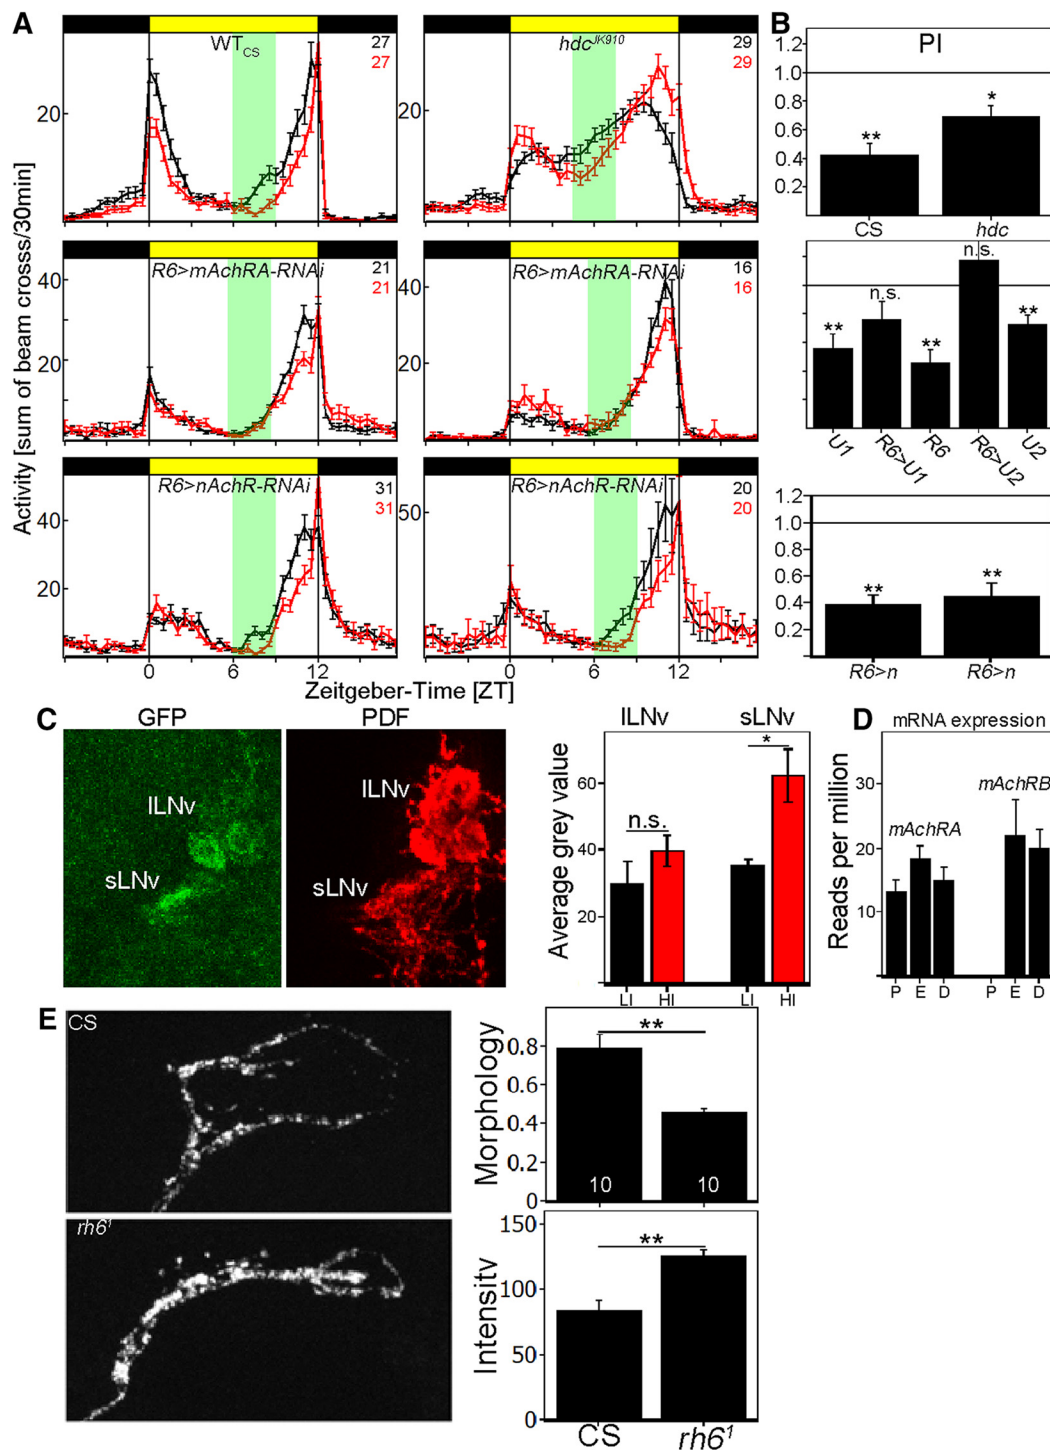 A
B
Activity [sum of beam crosss/30min]
WT_CS
27
27
20
hdc^JK910
29
29
20
R6>mAchRA-RNAi
21
21
40
20
R6>mAchRA-RNAi
16
16
40
20
R6>nAchR-RNAi
31
31
40
20
0
6
12
R6>nAchR-RNAi
20
20
50
0
6
12
Zeitgeber-Time [ZT]
PI
1.2
1.0
0.8
0.6
0.4
0.2
**
*
CS
hdc
**
n.s.
**
n.s.
**
U1
R6>U1
R6
R6>U2
U2
1.2
1.0
0.8
0.6
0.4
0.2
**
**
R6>n
R6>n
C
GFP
PDF
lLNv
sLNv
lLNv
sLNv
lLNv
sLNv
Average grey value
60
40
20
n.s.
*
LI
HI
LI
HI
D
mRNA expression
Reads per million
30
20
10
mAchRA
mAchRB
P
E
D
P
E
D
E
CS
rh6¹
Morphology
0.8
0.6
0.4
0.2
0
**
10
10
Intensity
150
100
50
0
**
CS
rh6¹